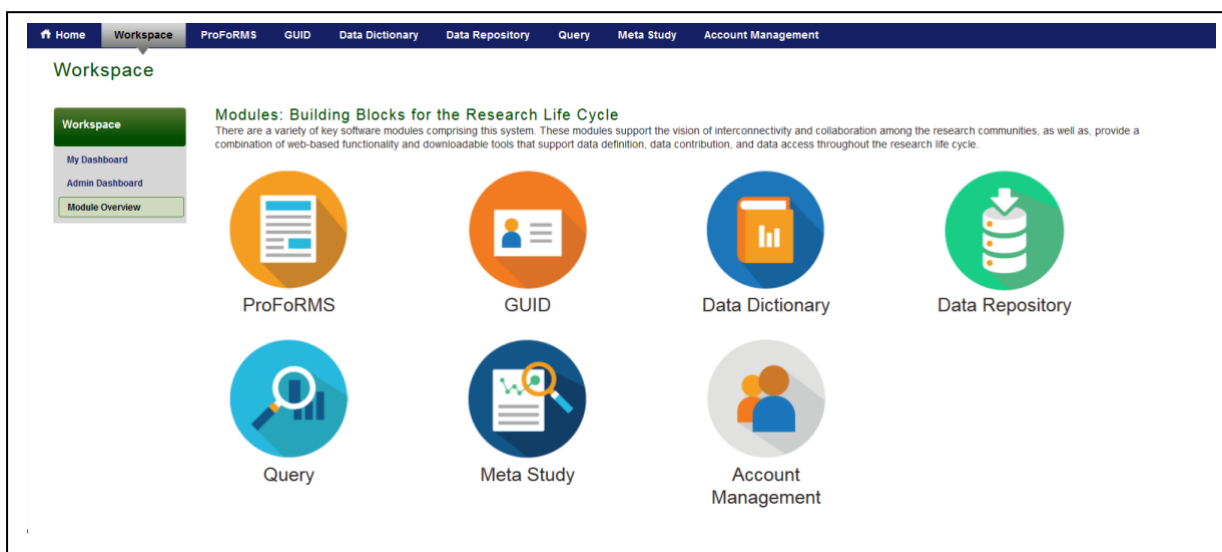 Home Workspace ProFoRMS GUID Data Dictionary Data Repository Query Meta Study Account Management
Workspace
Workspace
My Dashboard
Admin Dashboard
Module Overview
Modules: Building Blocks for the Research Life Cycle
There are a variety of key software modules comprising this system. These modules support the vision of interconnectivity and collaboration among the research communities, as well as, provide a
combination of web-based functionality and downloadable tools that support data definition, data contribution, and data access throughout the research life cycle.
ProFoRMS
GUID
Data Dictionary
Data Repository
Query
Meta Study
Account
Management